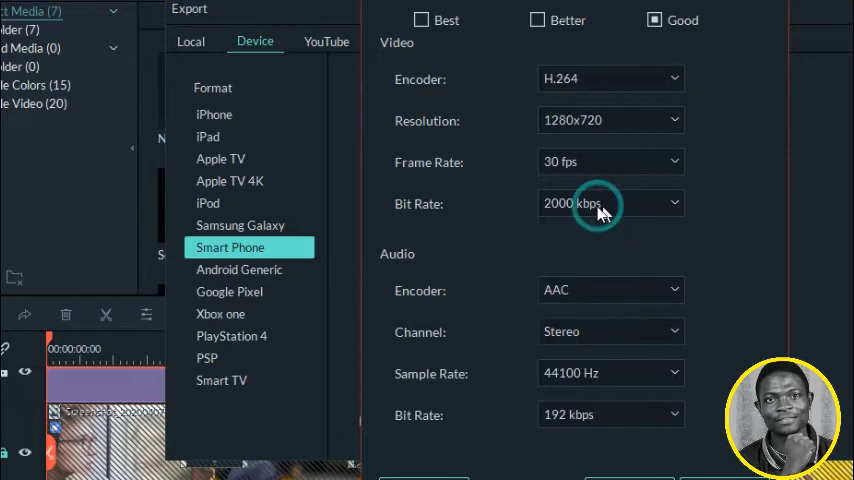 ct Media (7)
older (7)
d Media (0)
older (0)
le Colors (15)
le Video (20)
Export
Local
Device
YouTube
Format
iPhone
iPad
Apple TV
Apple TV 4K
iPod
Samsung Galaxy
Smart Phone
Android Generic
Google Pixel
Xbox one
PlayStation 4
PSP
Smart TV
Best
Better
Good
Video
Encoder:
H.264
Resolution:
1280x720
Frame Rate:
30 fps
Bit Rate:
2000 kbps
Audio
Encoder:
AAC
Channel:
Stereo
Sample Rate:
44100 Hz
Bit Rate:
192 kbps
00:00:00:00